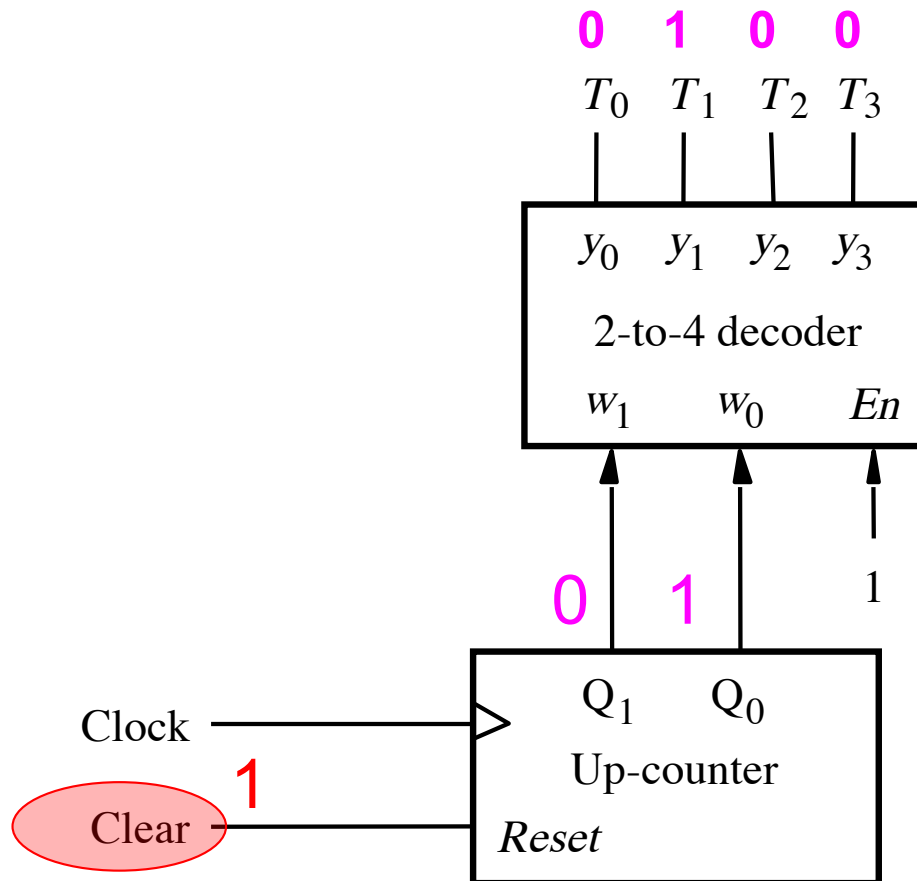 0 1 0 0
T0 T1 T2 T3
y0 y1 y2 y3
2-to-4 decoder
w1 w0 En
0 1 1
Q1 Q0
Clock
Up-counter
1
Clear
Reset